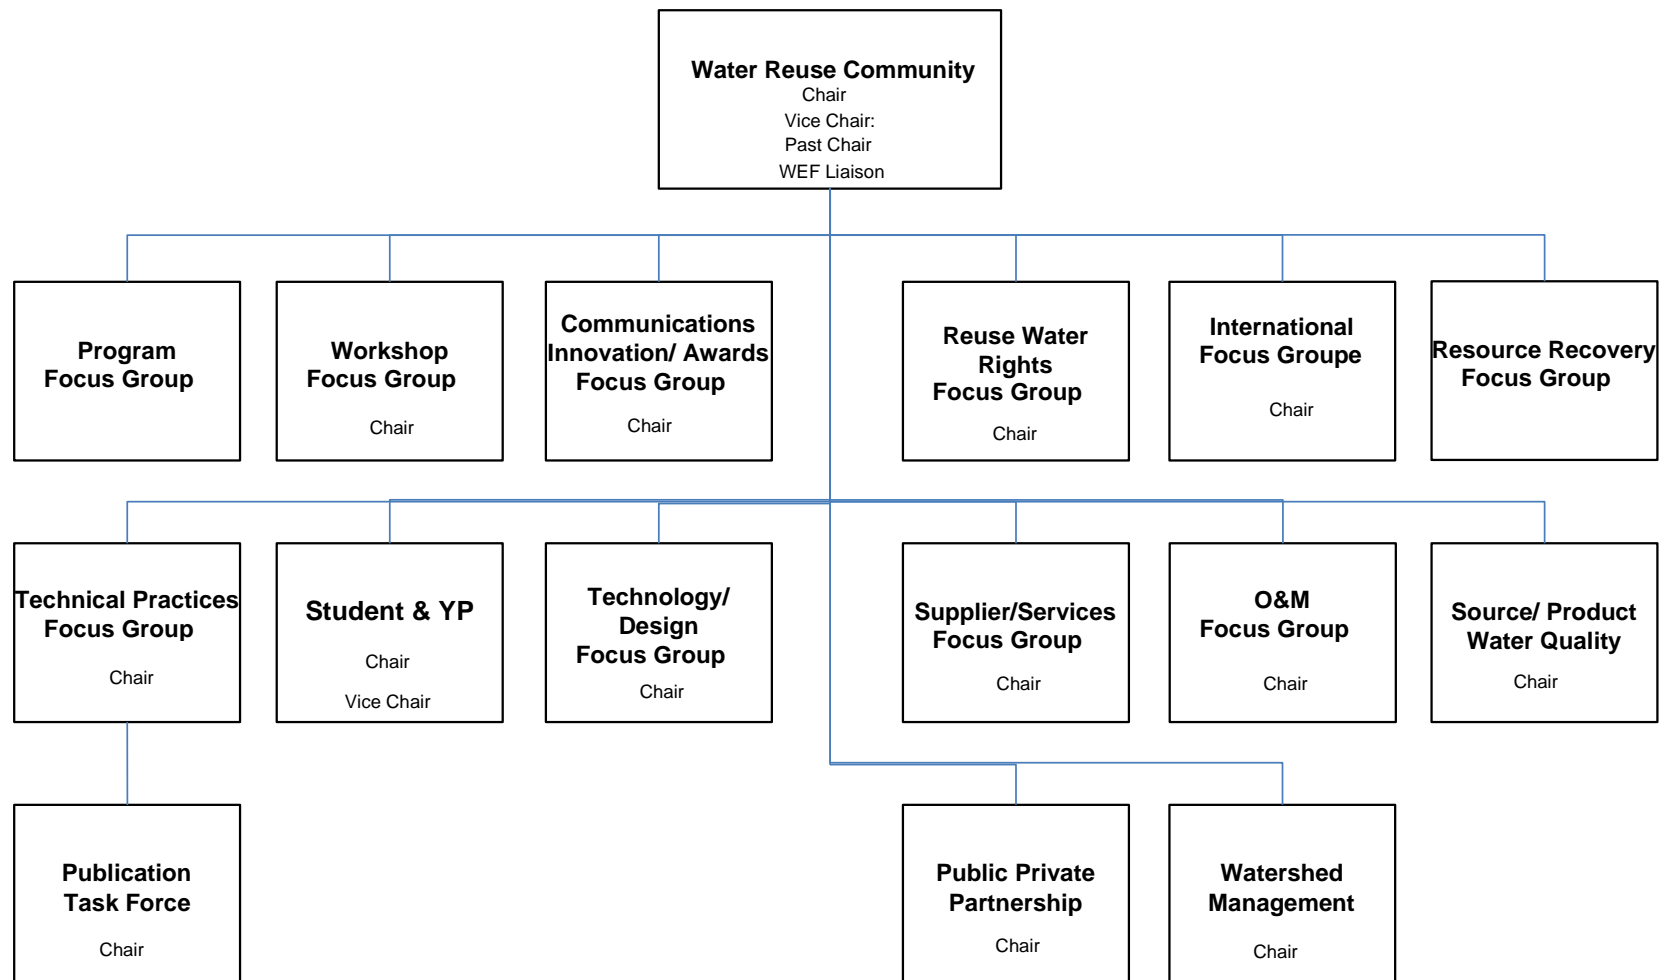 Water Reuse Community
Chair
Vice Chair:
Past Chair
WEF Liaison
Program
Focus Group
Workshop
Focus Group
Chair
Communications
Innovation/ Awards
Focus Group
Chair
Reuse Water
Rights
Focus Group
Chair
International
Focus Groupe
Chair
Resource Recovery
Focus Group
Technical Practices
Focus Group
Chair
Student & YP
Chair
Vice Chair
Technology/
Design
Focus Group
Chair
Supplier/Services
Focus Group
Chair
O&M
Focus Group
Chair
Source/ Product
Water Quality
Chair
Publication
Task Force
Chair
Public Private
Partnership
Chair
Watershed
Management
Chair